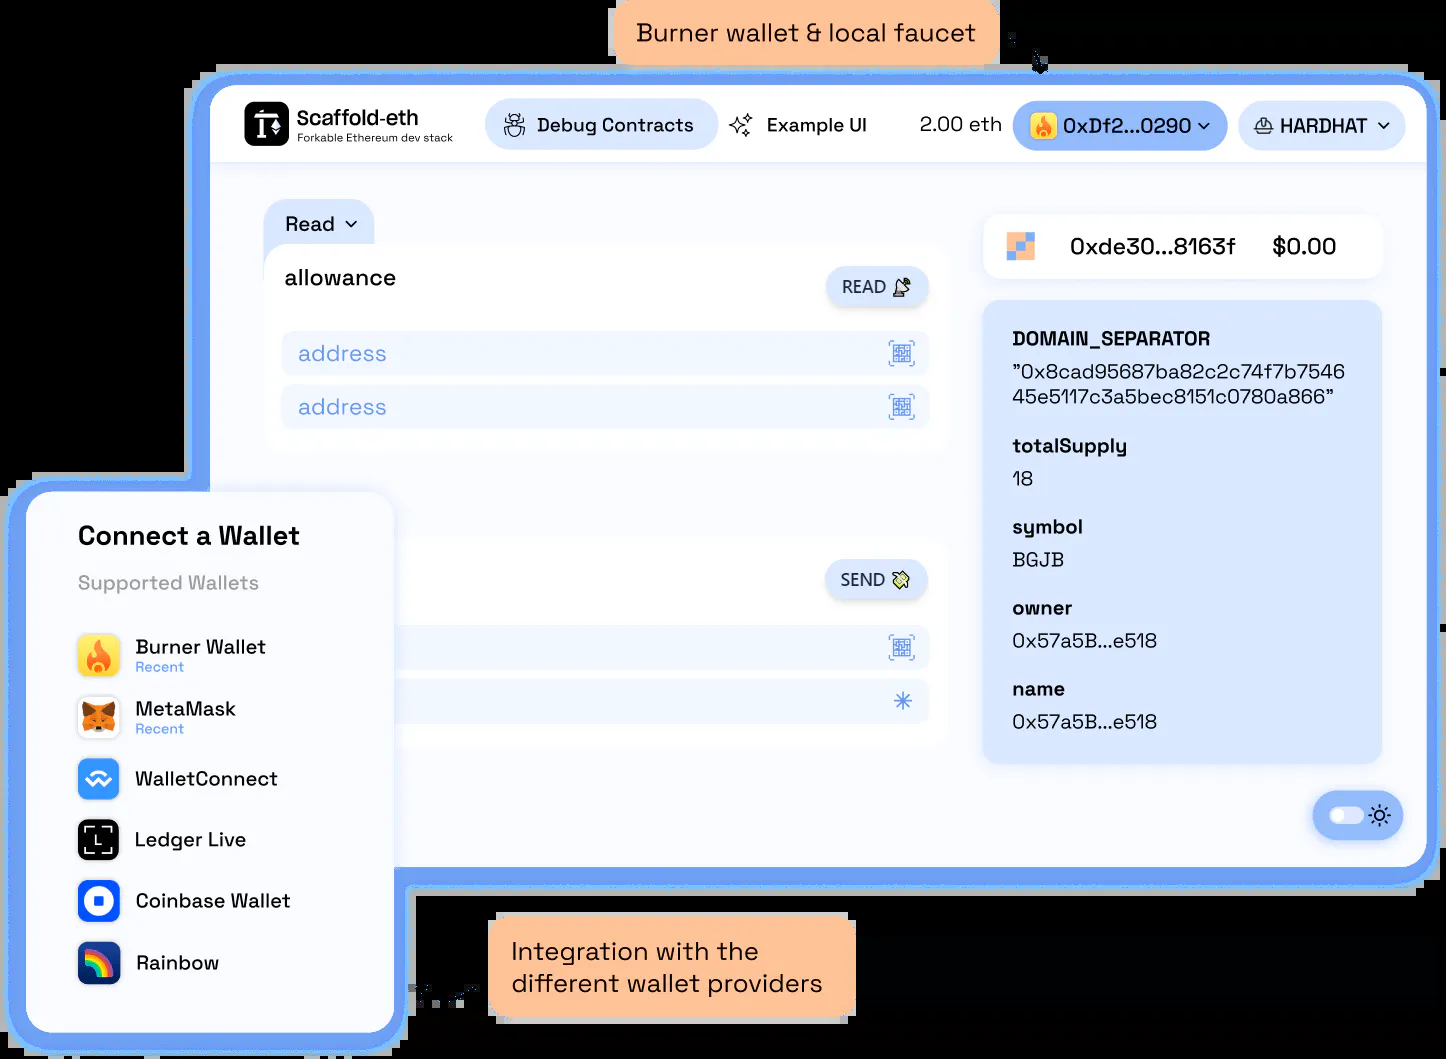 Burner wallet & local faucet
Scaffold-eth
Forkable Ethereum dev stack
Debug Contracts
Example UI
2.00 eth
0xDf2...0290
HARDHAT
Read
allowance
READ
address
address
0xde30...8163f
$0.00
DOMAIN_SEPARATOR
"0x8cad95687ba82c2c74f7b7546
45e5117c3a5bec8151c0780a866"
totalSupply
18
symbol
BGJB
owner
0x57a5B...e518
name
0x57a5B...e518
SEND
Connect a Wallet
Supported Wallets
Burner Wallet
Recent
MetaMask
Recent
WalletConnect
Ledger Live
Coinbase Wallet
Rainbow
Integration with the
different wallet providers